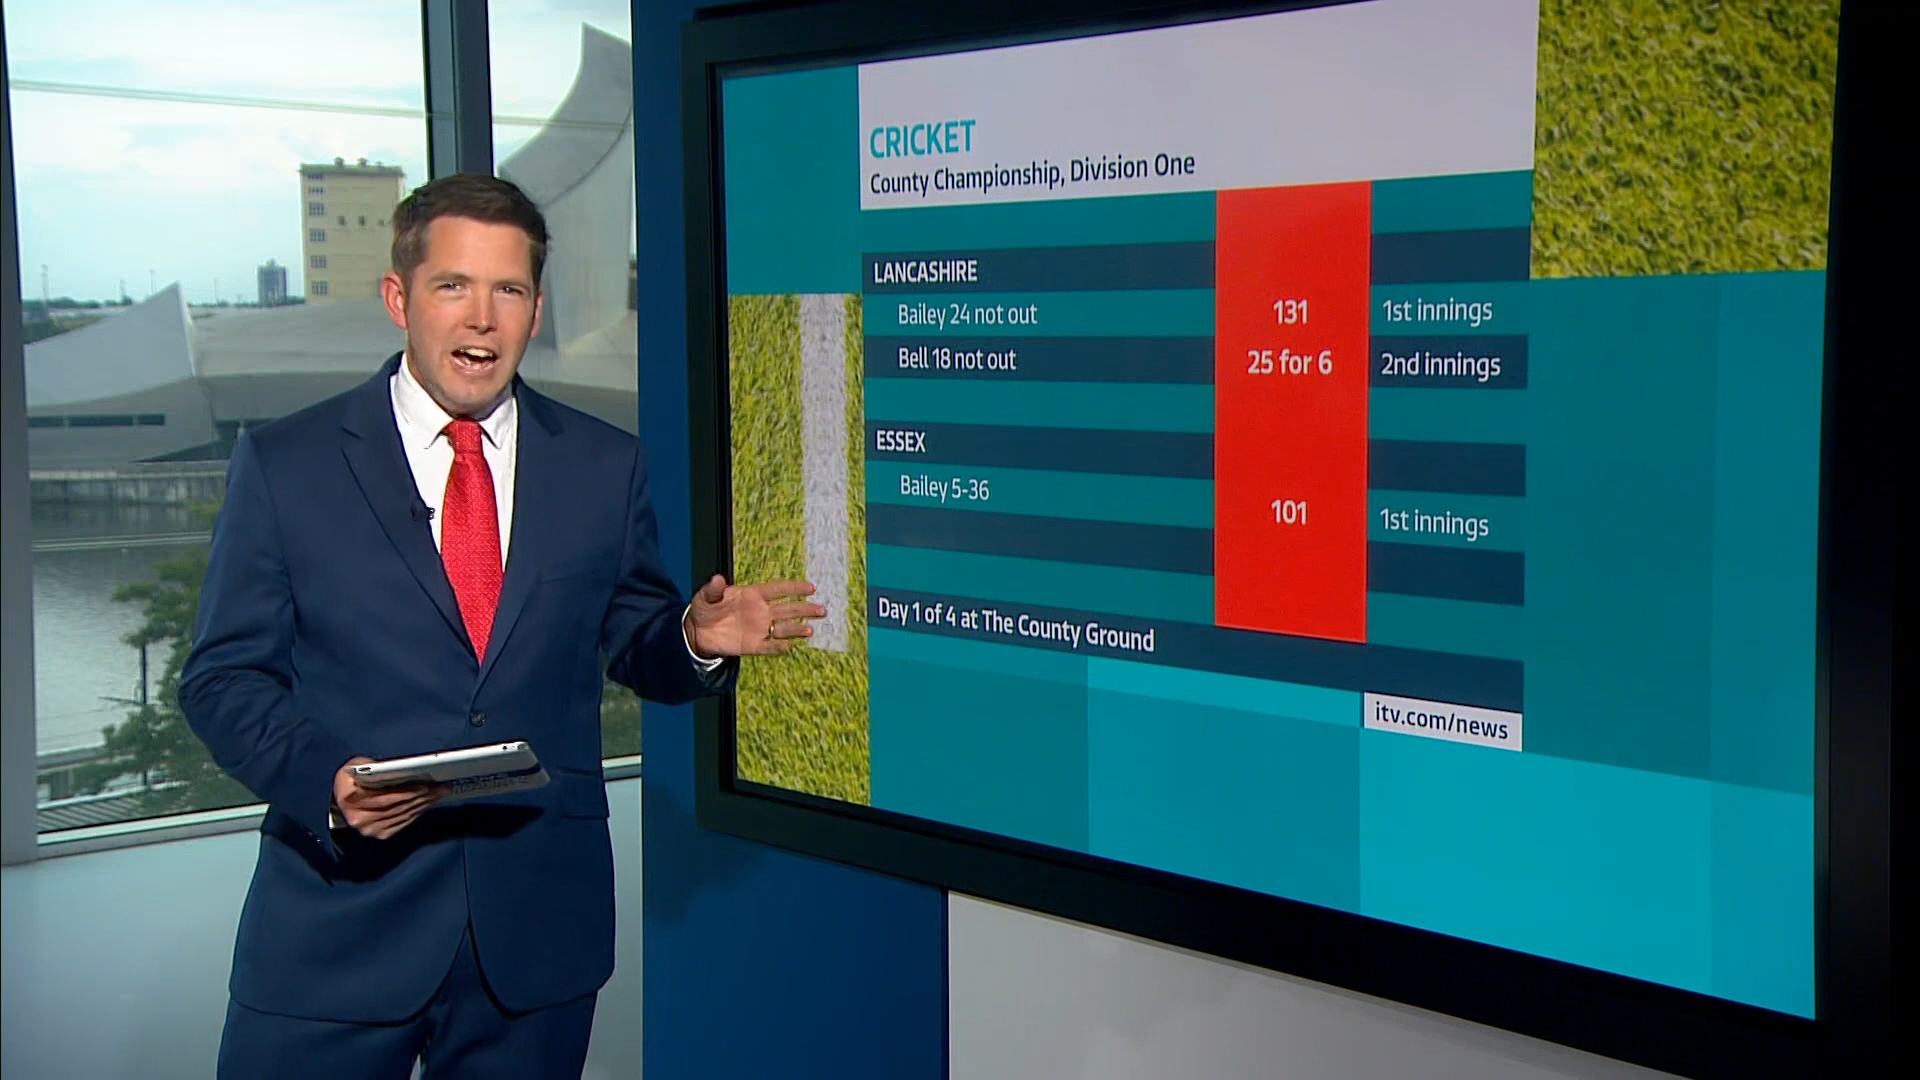 CRICKET
County Championship, Division One
LANCASHIRE
Bailey 24 not out 131 1st innings
Bell 18 not out 25 for 6 2nd innings
ESSEX
Bailey 5-36 101 1st innings
Day 1 of 4 at The County Ground
itv.com/news